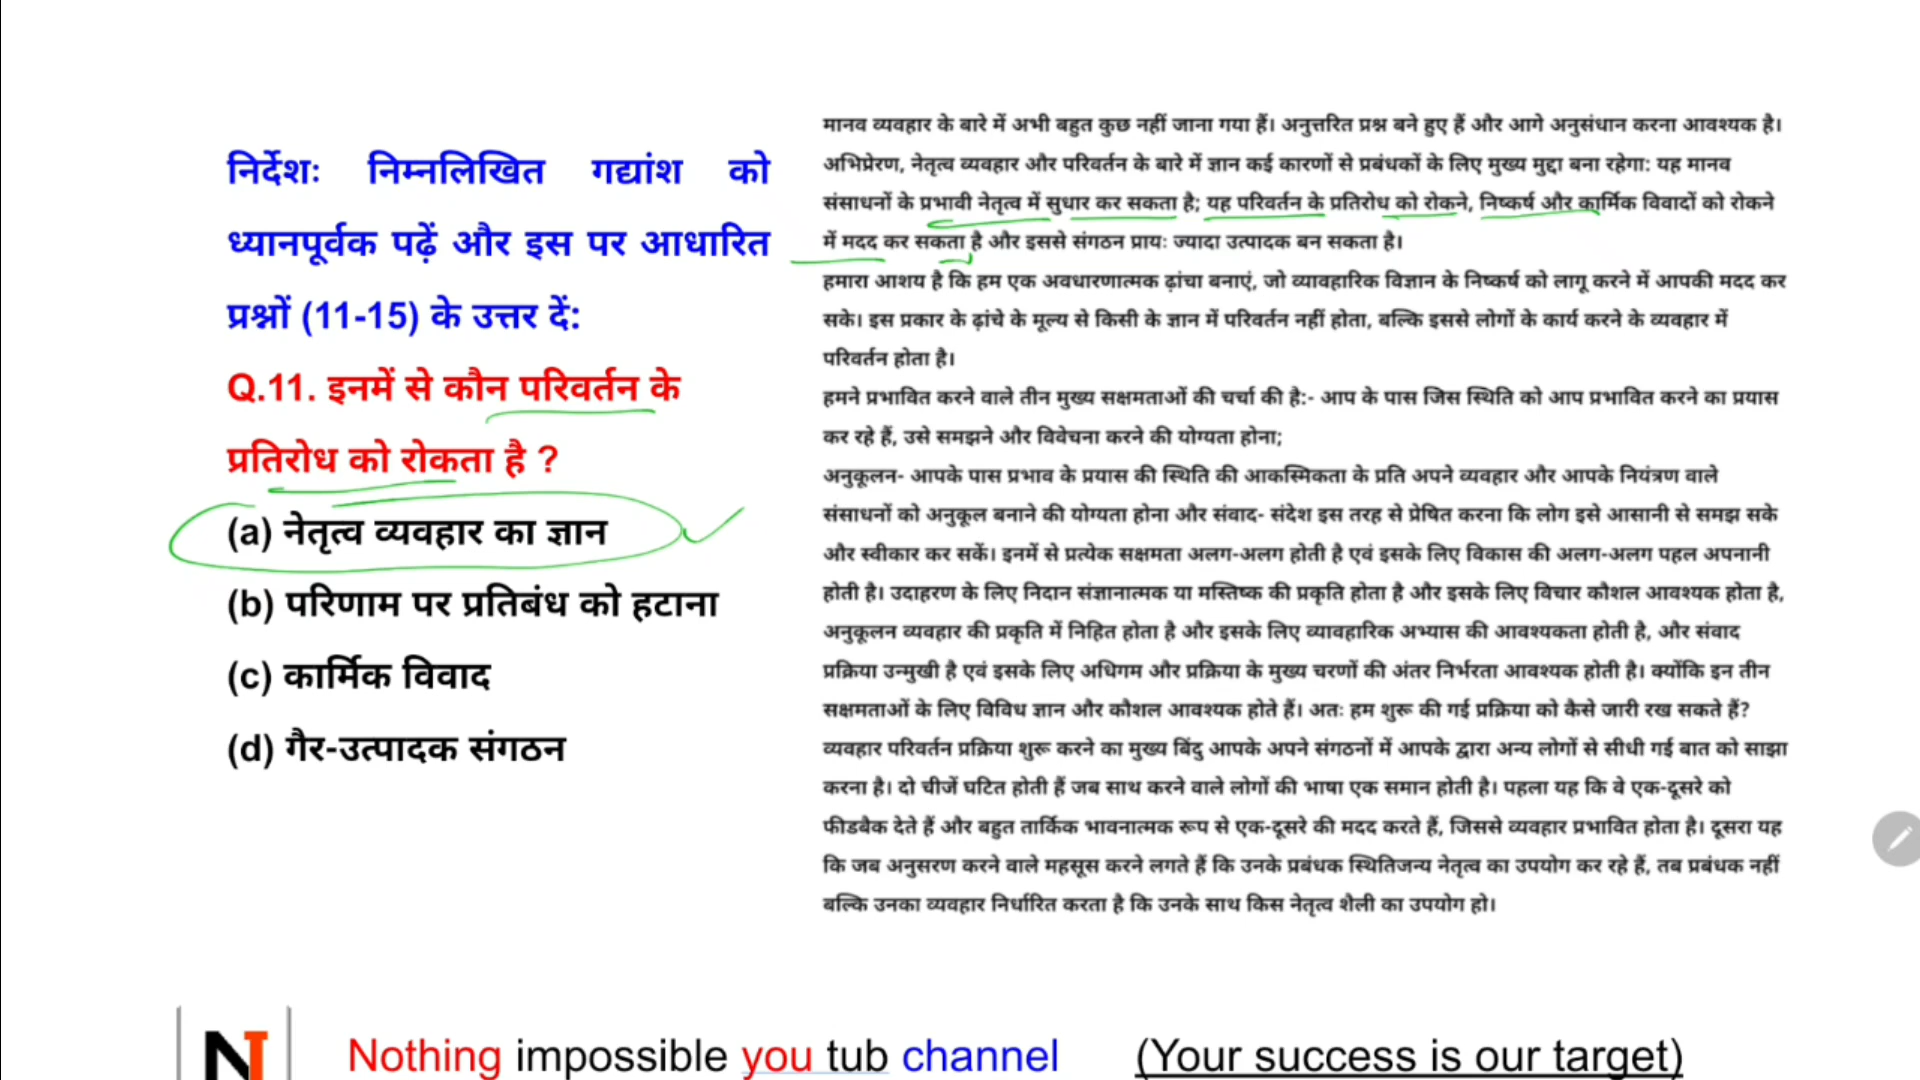 निर्देशः निम्नलिखित गद्यांश को
ध्यानपूर्वक पढ़ें और इस पर आधारित
प्रश्नों (11-15) के उत्तर दें:
Q.11. इनमें से कौन परिवर्तन के
प्रतिरोध को रोकता है ?
(a) नेतृत्व व्यवहार का ज्ञान
(b) परिणाम पर प्रतिबंध को हटाना
(c) कार्मिक विवाद
(d) गैर-उत्पादक संगठन
मानव व्यवहार के बारे में अभी बहुत कुछ नहीं जाना गया हैं। अनुत्तरित प्रश्न बने हुए हैं और आगे अनुसंधान करना आवश्यक है।
अभिप्रेरण, नेतृत्व व्यवहार और परिवर्तन के बारे में ज्ञान कई कारणों से प्रबंधकों के लिए मुख्य मुद्दा बना रहेगा: यह मानव
संसाधनों के प्रभावी नेतृत्व में सुधार कर सकता है; यह परिवर्तन के प्रतिरोध को रोकने, निष्कर्ष और कार्मिक विवादों को रोकने
में मदद कर सकता है और इससे संगठन प्रायः ज्यादा उत्पादक बन सकता है।
हमारा आशय है कि हम एक अवधारणात्मक ढ़ांचा बनाएं, जो व्यावहारिक विज्ञान के निष्कर्ष को लागू करने में आपकी मदद कर
सके। इस प्रकार के ढ़ांचे के मूल्य से किसी के ज्ञान में परिवर्तन नहीं होता, बल्कि इससे लोगों के कार्य करने के व्यवहार में
परिवर्तन होता है।
हमने प्रभावित करने वाले तीन मुख्य सक्षमताओं की चर्चा की है:- आप के पास जिस स्थिति को आप प्रभावित करने का प्रयास
कर रहे हैं, उसे समझने और विवेचना करने की योग्यता होना;
अनुकूलन- आपके पास प्रभाव के प्रयास की स्थिति की आकस्मिकता के प्रति अपने व्यवहार और आपके नियंत्रण वाले
संसाधनों को अनुकूल बनाने की योग्यता होना और संवाद- संदेश इस तरह से प्रेषित करना कि लोग इसे आसानी से समझ सके
और स्वीकार कर सकें। इनमें से प्रत्येक सक्षमता अलग-अलग होती है एवं इसके लिए विकास की अलग-अलग पहल अपनानी
होती है। उदाहरण के लिए निदान संज्ञानात्मक या मस्तिष्क की प्रकृति होता है और इसके लिए विचार कौशल आवश्यक होता है,
अनुकूलन व्यवहार की प्रकृति में निहित होता है और इसके लिए व्यावहारिक अभ्यास की आवश्यकता होती है, और संवाद
प्रक्रिया उन्मुखी है एवं इसके लिए अधिगम और प्रक्रिया के मुख्य चरणों की अंतर निर्भरता आवश्यक होती है। क्योंकि इन तीन
सक्षमताओं के लिए विविध ज्ञान और कौशल आवश्यक होते हैं। अतः हम शुरू की गई प्रक्रिया को कैसे जारी रख सकते हैं?
व्यवहार परिवर्तन प्रक्रिया शुरू करने का मुख्य बिंदु आपके अपने संगठनों में आपके द्वारा अन्य लोगों से सीधी गई बात को साझा
करना है। दो चीजें घटित होती हैं जब साथ करने वाले लोगों की भाषा एक समान होती है। पहला यह कि वे एक-दूसरे को
फीडबैक देते हैं और बहुत तार्किक भावनात्मक रूप से एक-दूसरे की मदद करते हैं, जिससे व्यवहार प्रभावित होता है। दूसरा यह
कि जब अनुसरण करने वाले महसूस करने लगते हैं कि उनके प्रबंधक स्थितिजन्य नेतृत्व का उपयोग कर रहे हैं, तब प्रबंधक नहीं
बल्कि उनका व्यवहार निर्धारित करता है कि उनके साथ किस नेतृत्व शैली का उपयोग हो।
NI
Nothing impossible you tub channel (Your success is our target)